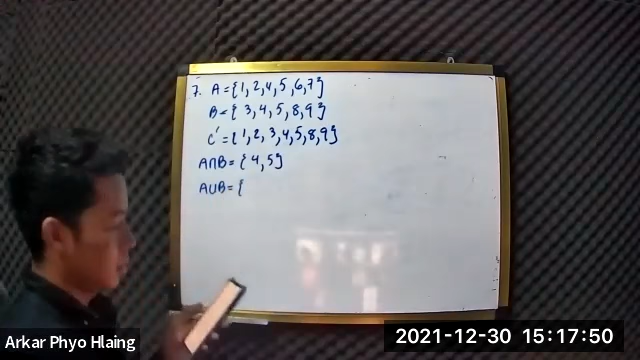 7. A = {1, 2, 4, 5, 6, 7}
B = { 3, 4, 5, 8, 9}
C' = {1, 2, 3, 4, 5, 8, 9}
A∩B = { 4, 5}
A∪B = {
Arkar Phyo Hlaing
2021-12-30 15:17:50